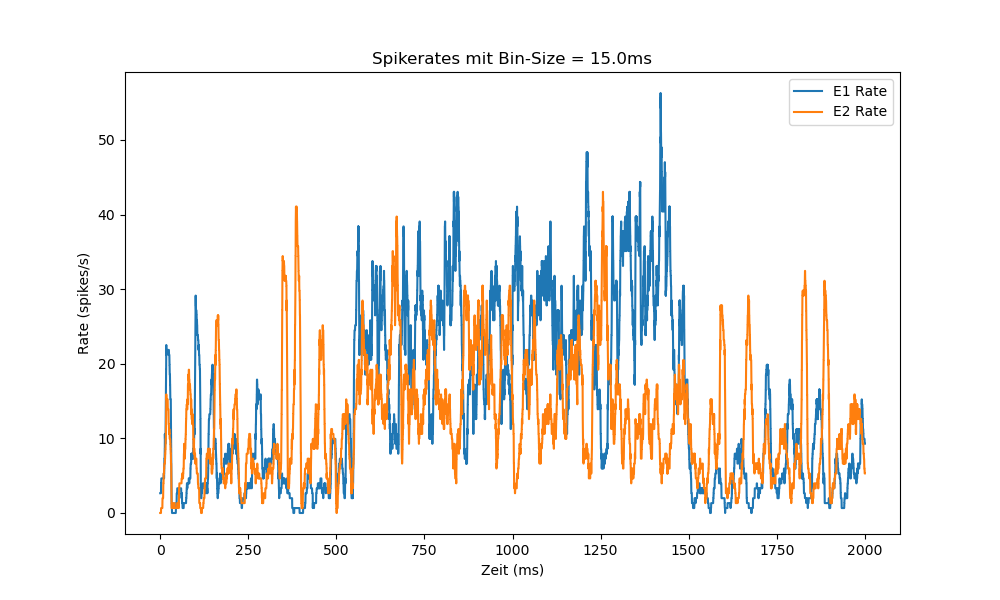 Spikerates mit Bin-Size = 15.0ms
E1 Rate
E2 Rate
Rate (spikes/s)
50
40
30
20
10
0
0 250 500 750 1000 1250 1500 1750 2000
Zeit (ms)